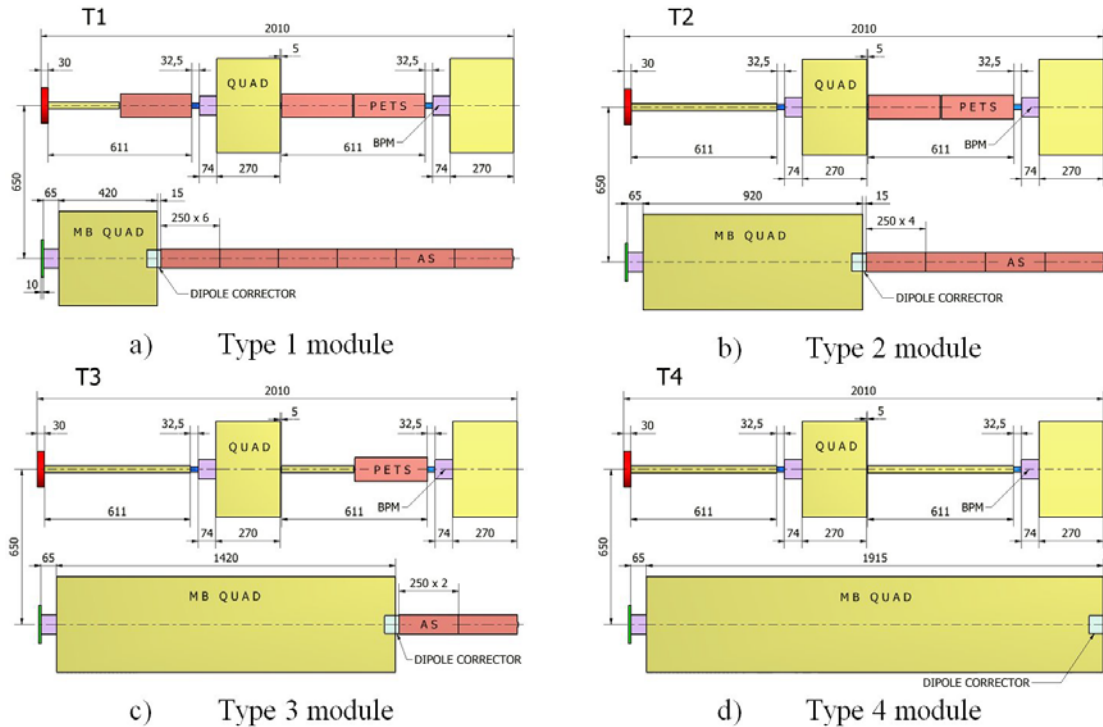 T1
2010
30
32,5
5
32,5
QUAD
PETS
BPM
611
611
74
270
74
270
650
65
420
15
250 x 6
MB QUAD
AS
10
DIPOLE CORRECTOR
a) Type 1 module
T2
2010
30
32,5
5
32,5
QUAD
PETS
BPM
611
611
74
270
74
270
650
65
920
15
250 x 4
MB QUAD
AS
DIPOLE CORRECTOR
b) Type 2 module
T3
2010
30
32,5
5
32,5
QUAD
PETS
BPM
611
611
74
270
74
270
650
65
1420
250 x 2
MB QUAD
AS
DIPOLE CORRECTOR
c) Type 3 module
T4
2010
30
32,5
5
32,5
QUAD
BPM
611
611
74
270
74
270
650
65
1915
MB QUAD
DIPOLE CORRECTOR
d) Type 4 module